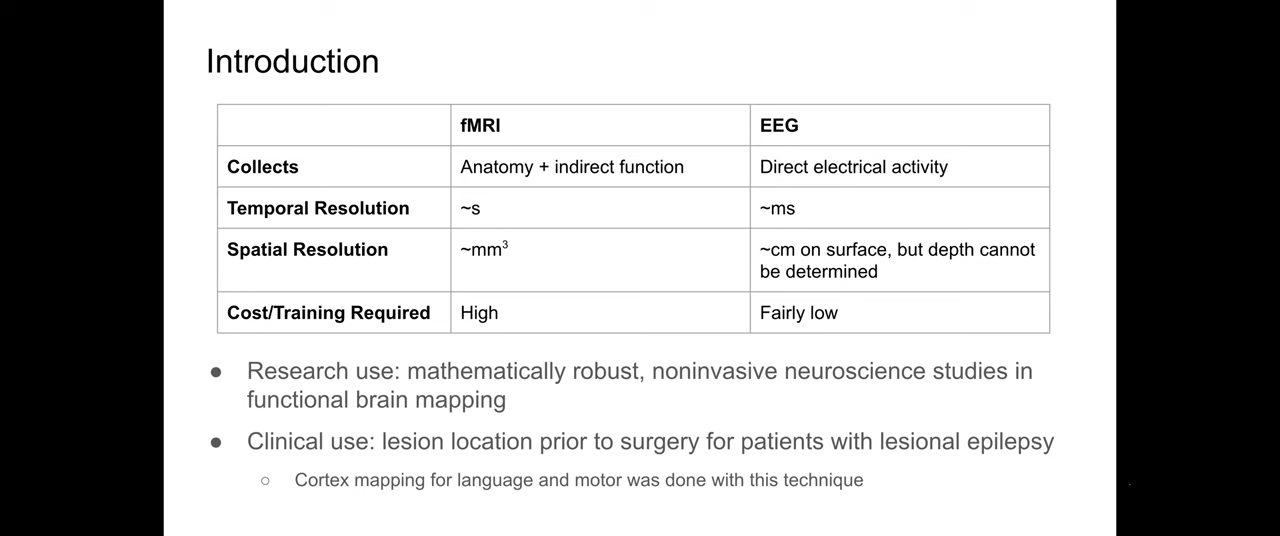 Introduction
fMRI EEG
Collects Anatomy + indirect function Direct electrical activity
Temporal Resolution ~s ~ms
Spatial Resolution ~mm³ ~cm on surface, but depth cannot
be determined
Cost/Training Required High Fairly low
● Research use: mathematically robust, noninvasive neuroscience studies in
functional brain mapping
● Clinical use: lesion location prior to surgery for patients with lesional epilepsy
○ Cortex mapping for language and motor was done with this technique